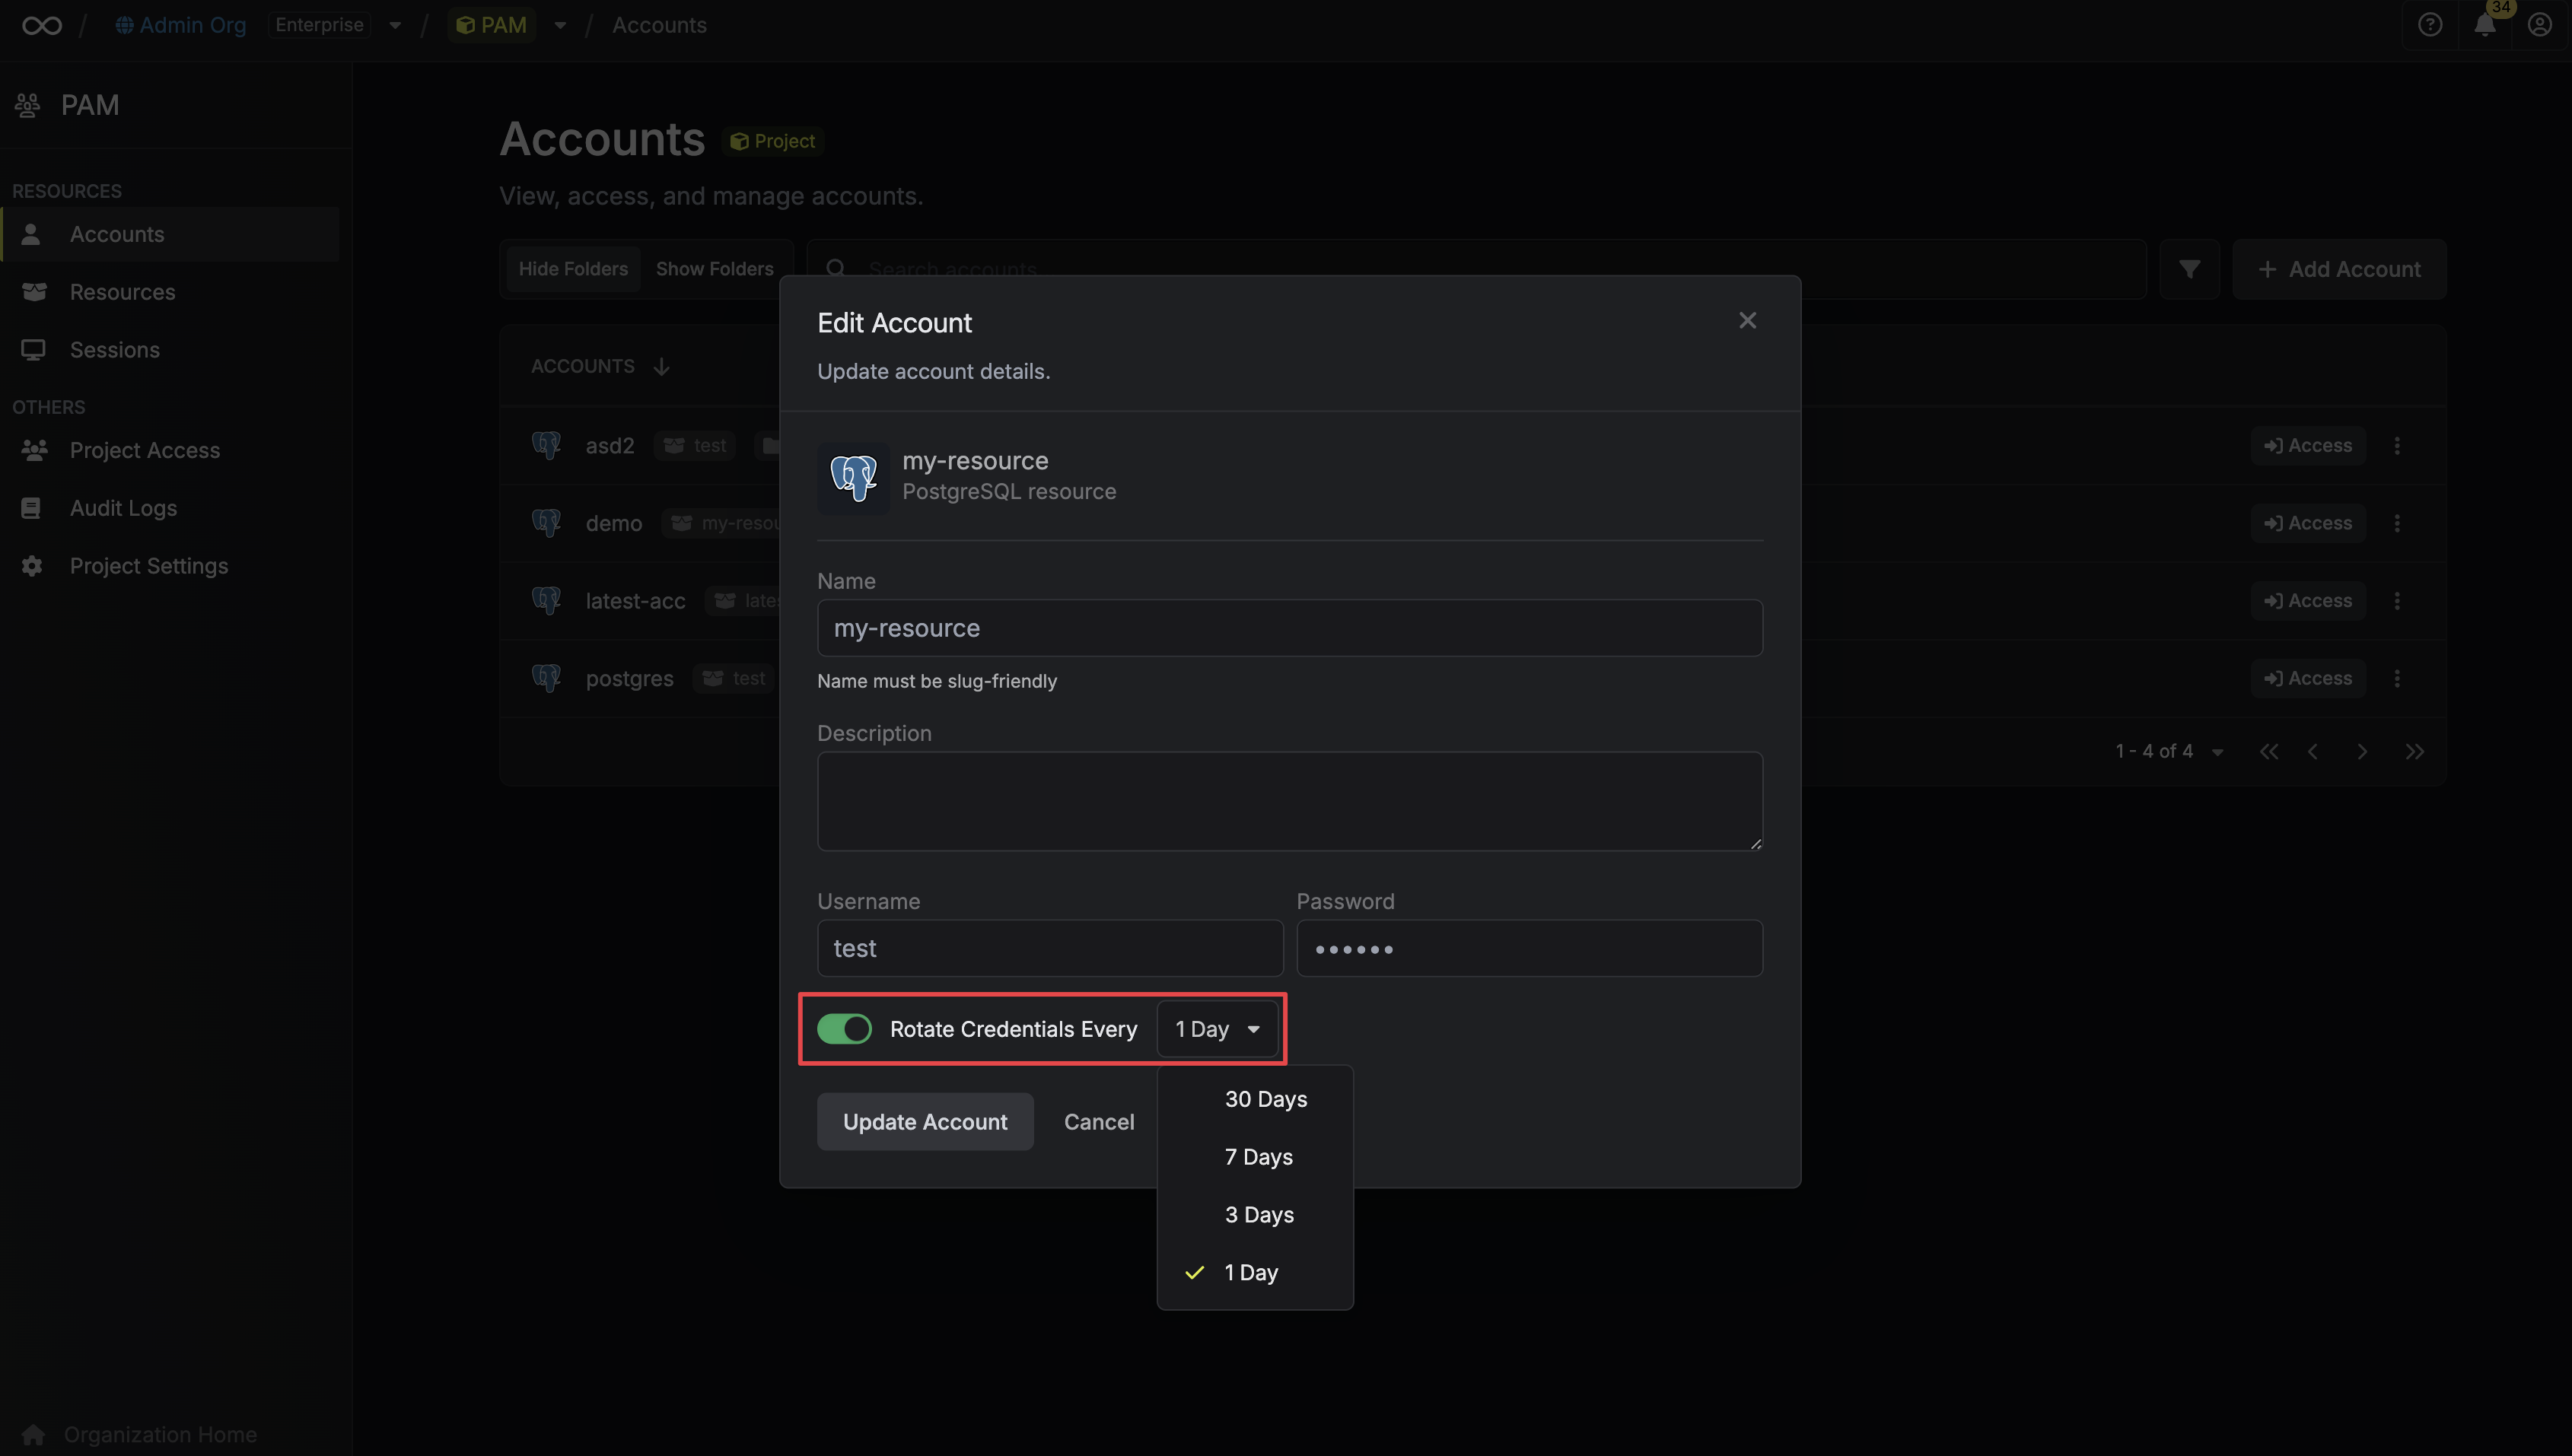 / Admin Org Enterprise / PAM / Accounts
34
PAM
RESOURCES
Accounts
Resources
Sessions
OTHERS
Project Access
Audit Logs
Project Settings
Organization Home
Accounts Project
View, access, and manage accounts.
Hide Folders Show Folders
Search accounts
Add Account
ACCOUNTS
asd2 test Access
demo my-resou Access
latest-acc lates Access
postgres test Access
1 - 4 of 4
Edit Account
Update account details.
my-resource
PostgreSQL resource
Name
my-resource
Name must be slug-friendly
Description
Username Password
test ••••••
Rotate Credentials Every 1 Day
30 Days
7 Days
3 Days
1 Day
Update Account Cancel